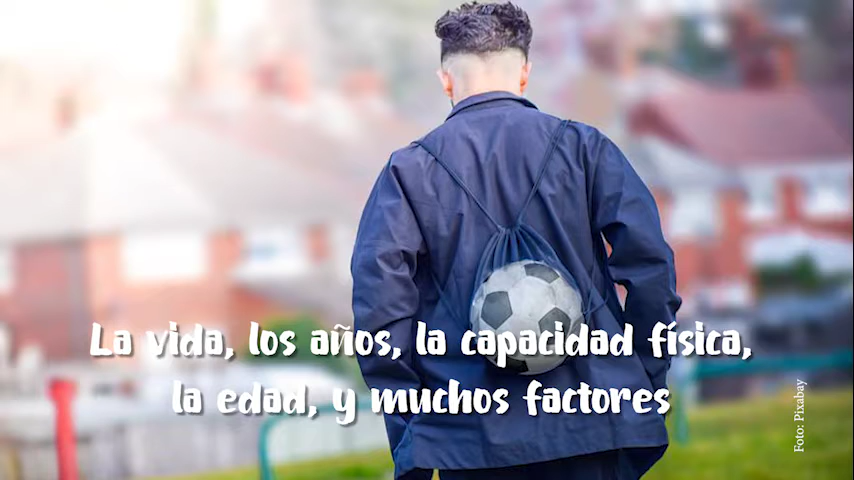 La vida, los años, la capacidad física,
la edad, y muchos factores
Foto: Pixabay